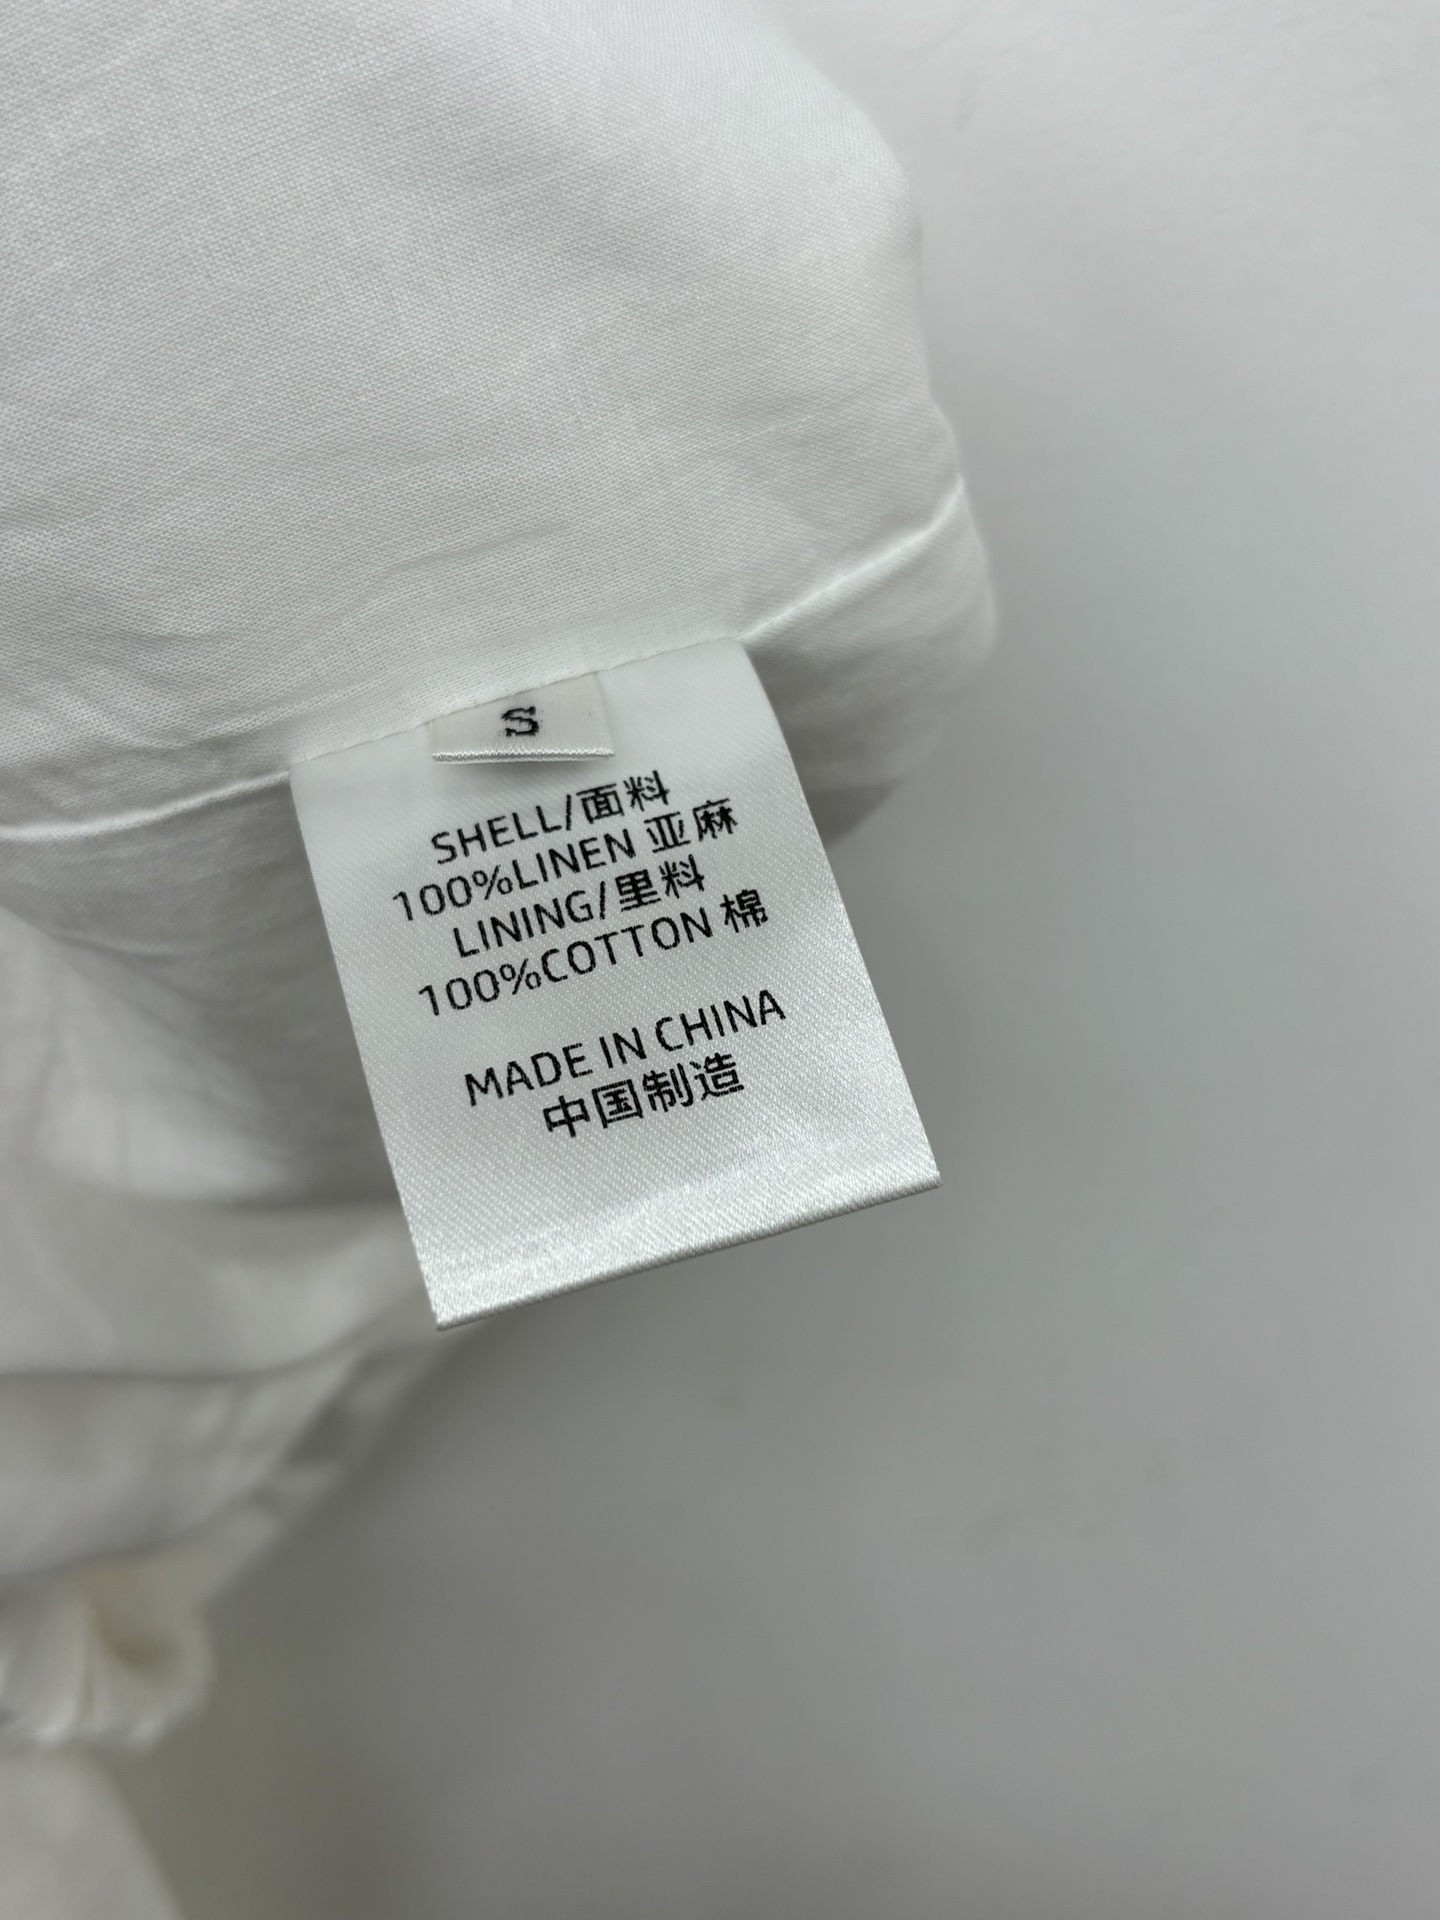 S
SHELL/面料
100%LINEN 亚麻
LINING/里料
100%COTTON 棉
MADE IN CHINA
中国制造